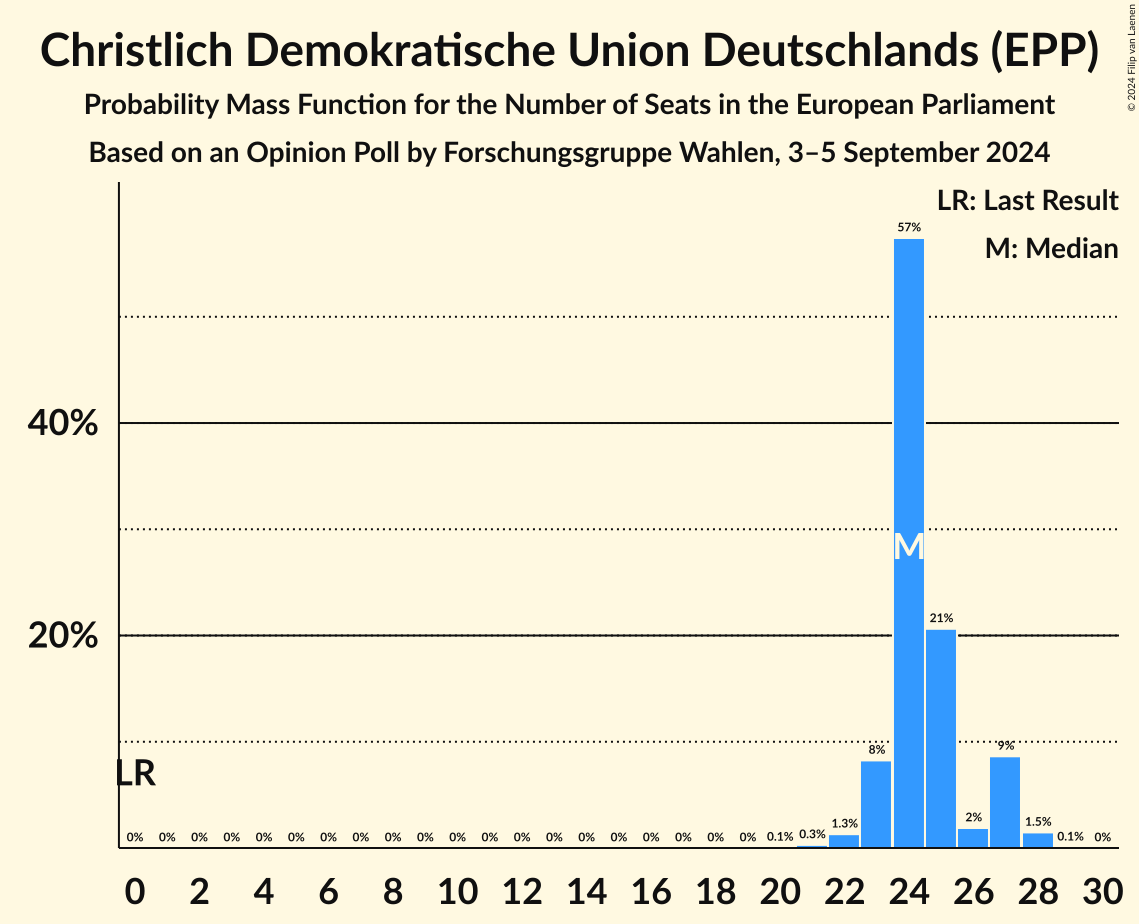 Christlich Demokratische Union Deutschlands (EPP)
Probability Mass Function for the Number of Seats in the European Parliament
Based on an Opinion Poll by Forschungsgruppe Wahlen, 3–5 September 2024
© 2024 Filip van Laenen
LR: Last Result
M: Median
57%
40%
M
21%
20%
9%
8%
LR
0% 0% 0% 0% 0% 0% 0% 0% 0% 0% 0% 0% 0% 0% 0% 0% 0% 0% 0% 0% 0.1% 0.3% 1.3% 2% 1.5% 0.1% 0%
0 2 4 6 8 10 12 14 16 18 20 22 24 26 28 30